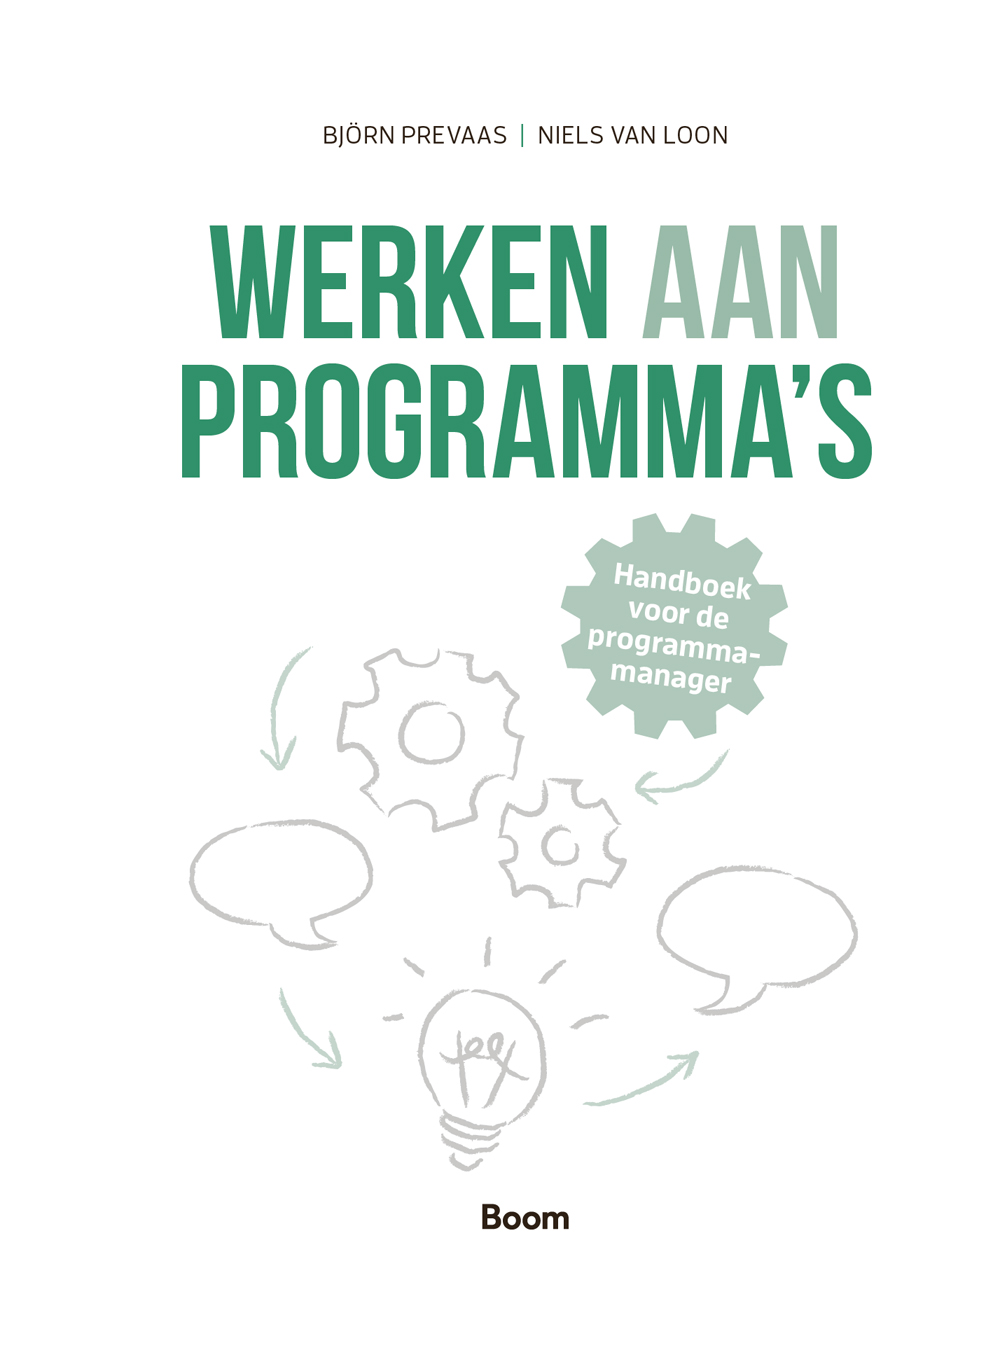 BJÖRN PREVAAS | NIELS VAN LOON
WERKEN AAN
PROGRAMMA’S
Handboek
voor de
programma-
manager
Boom